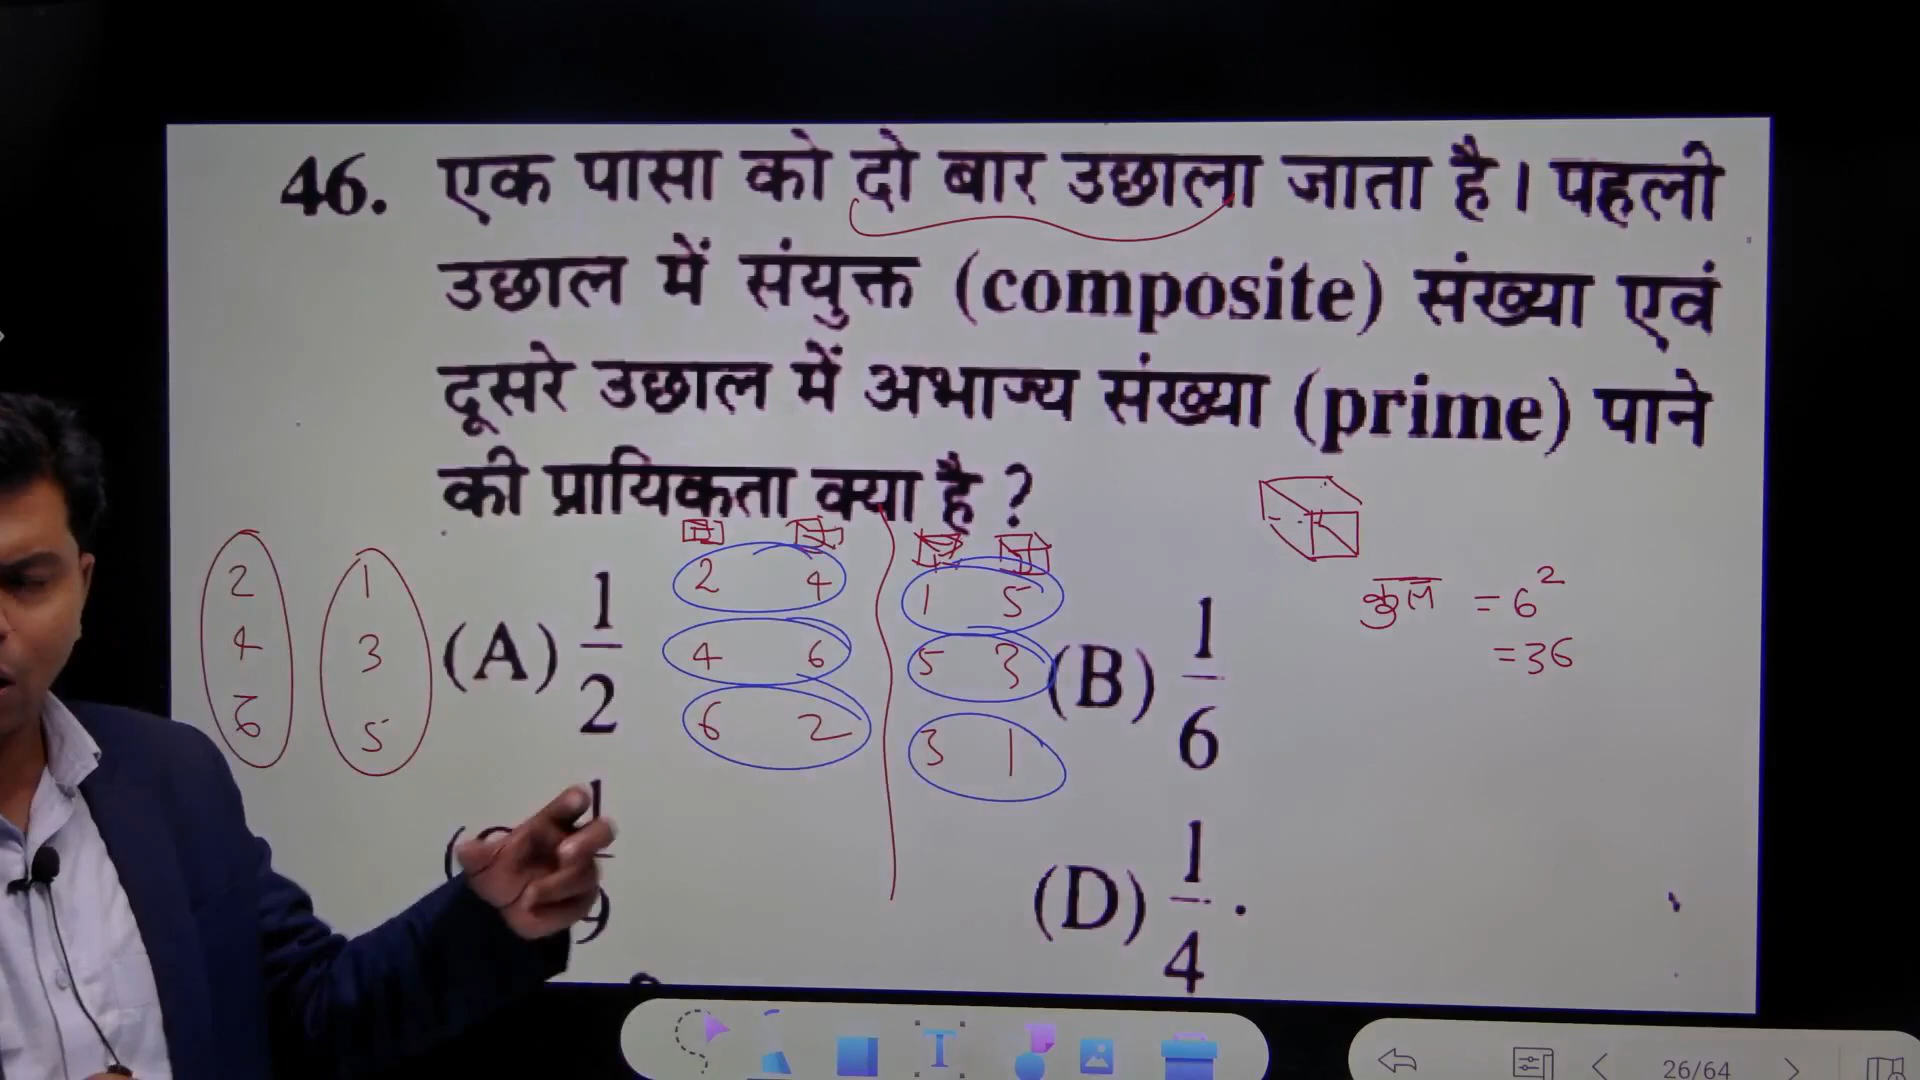 46. एक पासा को दो बार उछाला जाता है। पहली
उछाल में संयुक्त (composite) संख्या एवं
दूसरे उछाल में अभाज्य संख्या (prime) पाने
की प्रायिकता क्या है ?
(A) 1/2
(B) 1/6
1/9
(D) 1/4 .
2 1
4 3
6 5
2 4
4 6
6 2
1 5
5 3
3 1
कुल = 6²
= 36
T
26/64